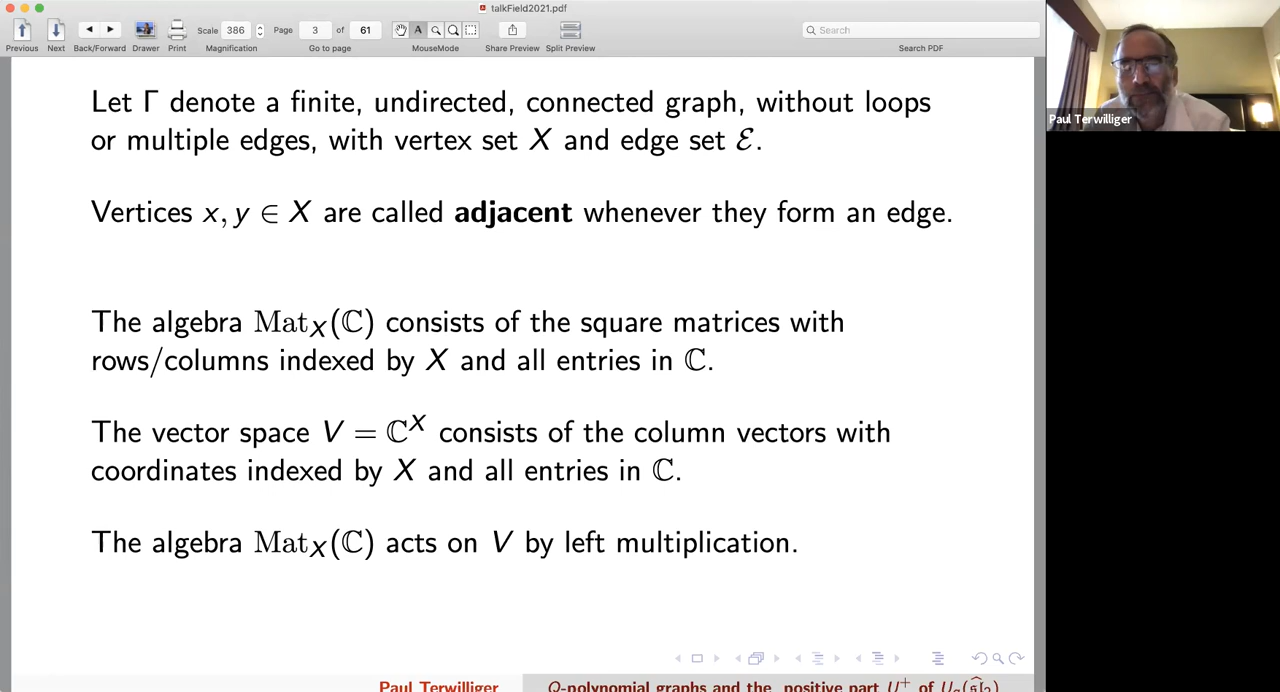 talkField2021.pdf
Scale 386 Page 3 of 61 Search
Previous Next Back/Forward Drawer Print Magnification Go to page MouseMode Share Preview Split Preview Search PDF
Let Γ denote a finite, undirected, connected graph, without loops
or multiple edges, with vertex set X and edge set ℰ.
Vertices x, y ∈ X are called adjacent whenever they form an edge.
The algebra Mat_X(ℂ) consists of the square matrices with
rows/columns indexed by X and all entries in ℂ.
The vector space V = ℂ^X consists of the column vectors with
coordinates indexed by X and all entries in ℂ.
The algebra Mat_X(ℂ) acts on V by left multiplication.
Paul Terwilliger Q-polynomial graphs and the positive part U^+ of U_q(\widehat{𝔰𝔩}_2)
Paul Terwilliger